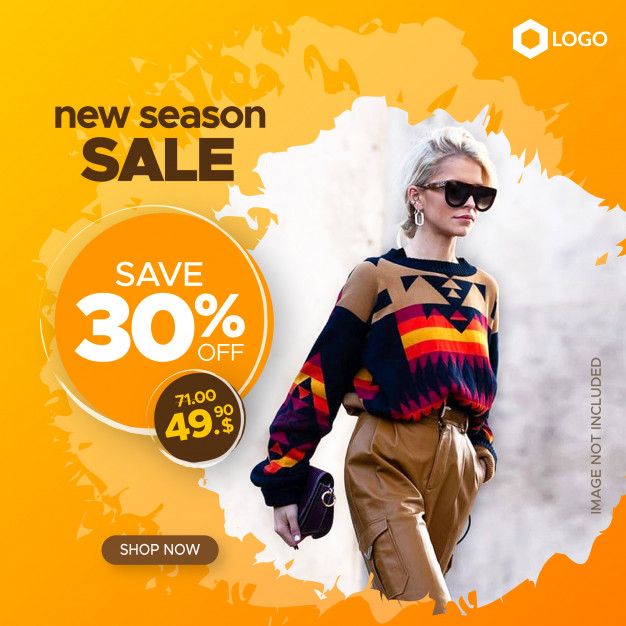 LOGO
new season
SALE
SAVE
30%
OFF
71.00
49.90$
SHOP NOW
IMAGE NOT INCLUDED